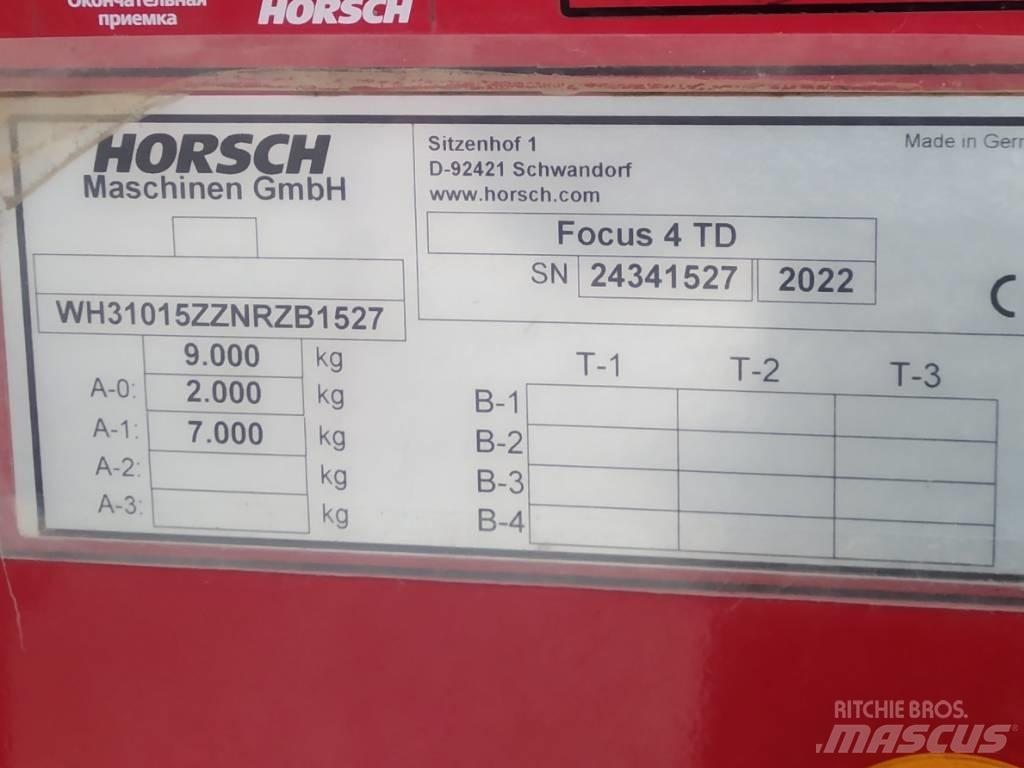 приемка
HORSCH
HORSCH
Maschinen GmbH
Sitzenhof 1
D-92421 Schwandorf
www.horsch.com
Made in
Focus 4 TD
SN 24341527 2022
WH31015ZZNRZB1527
9.000 kg
A-0: 2.000 kg
A-1: 7.000 kg
A-2: kg
A-3: kg
T-1 T-2 T-3
B-1
B-2
B-3
B-4
RITCHIE BROS.
MASCUS